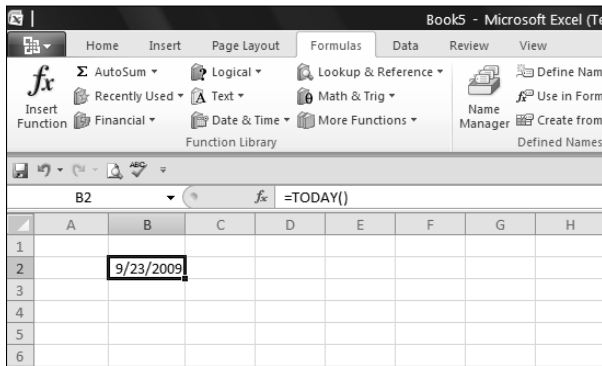 Book5 - Microsoft Excel (Te
Home Insert Page Layout Formulas Data Review View
Insert Function
Σ AutoSum
Recently Used
Financial
Logical
Text
Date & Time
Lookup & Reference
Math & Trig
More Functions
Function Library
Name Manager
Define Nam
Use in Form
Create from
Defined Names
B2 fx =TODAY()
A B C D E F G H
1
2 9/23/2009
3
4
5
6